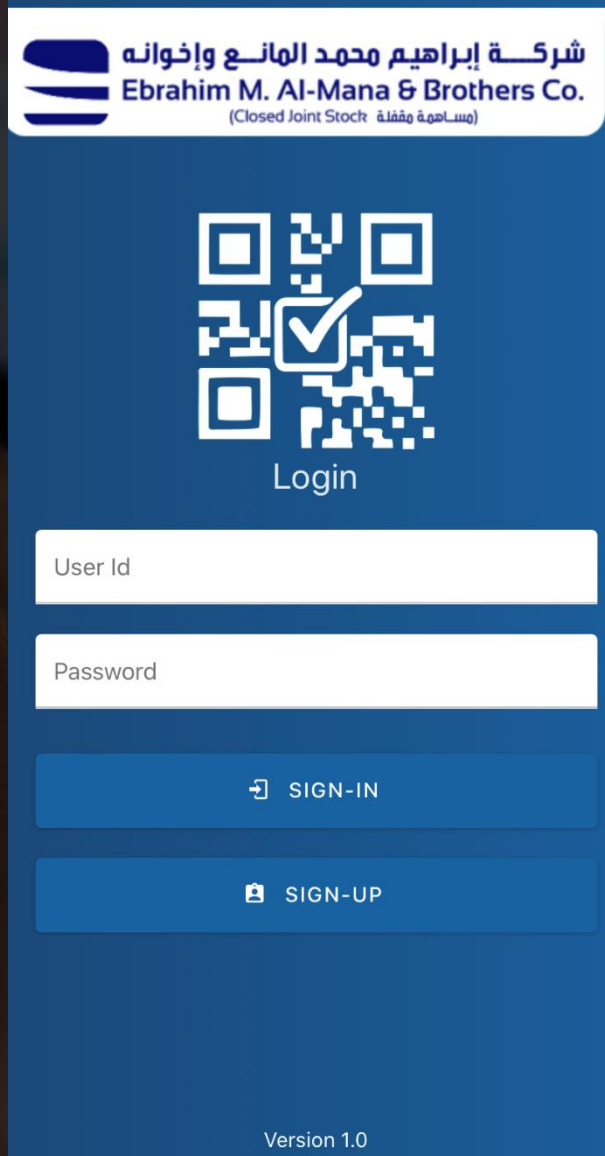 شركــــة إبراهيم محمد المانــع وإخوانه
Ebrahim M. Al-Mana & Brothers Co.
(Closed Joint Stock مساهمة مقفلة)
Login
User Id
Password
SIGN-IN
SIGN-UP
Version 1.0